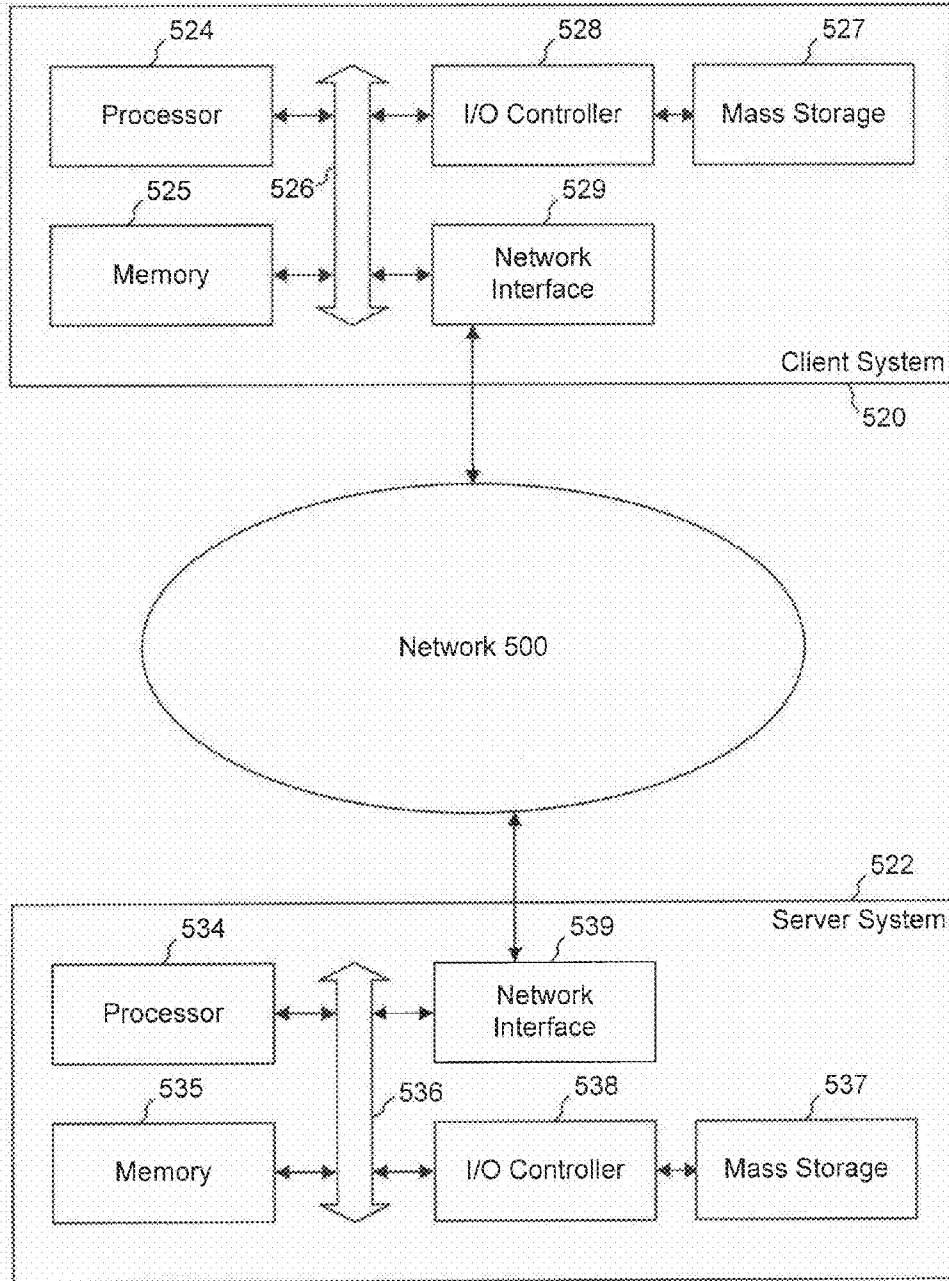 524
528
527
Processor
I/O Controller
Mass Storage
526
525
529
Memory
Network
Interface
Client System
520
Network 500
522
Server System
534
539
Processor
Network
Interface
535
536
538
537
Memory
I/O Controller
Mass Storage